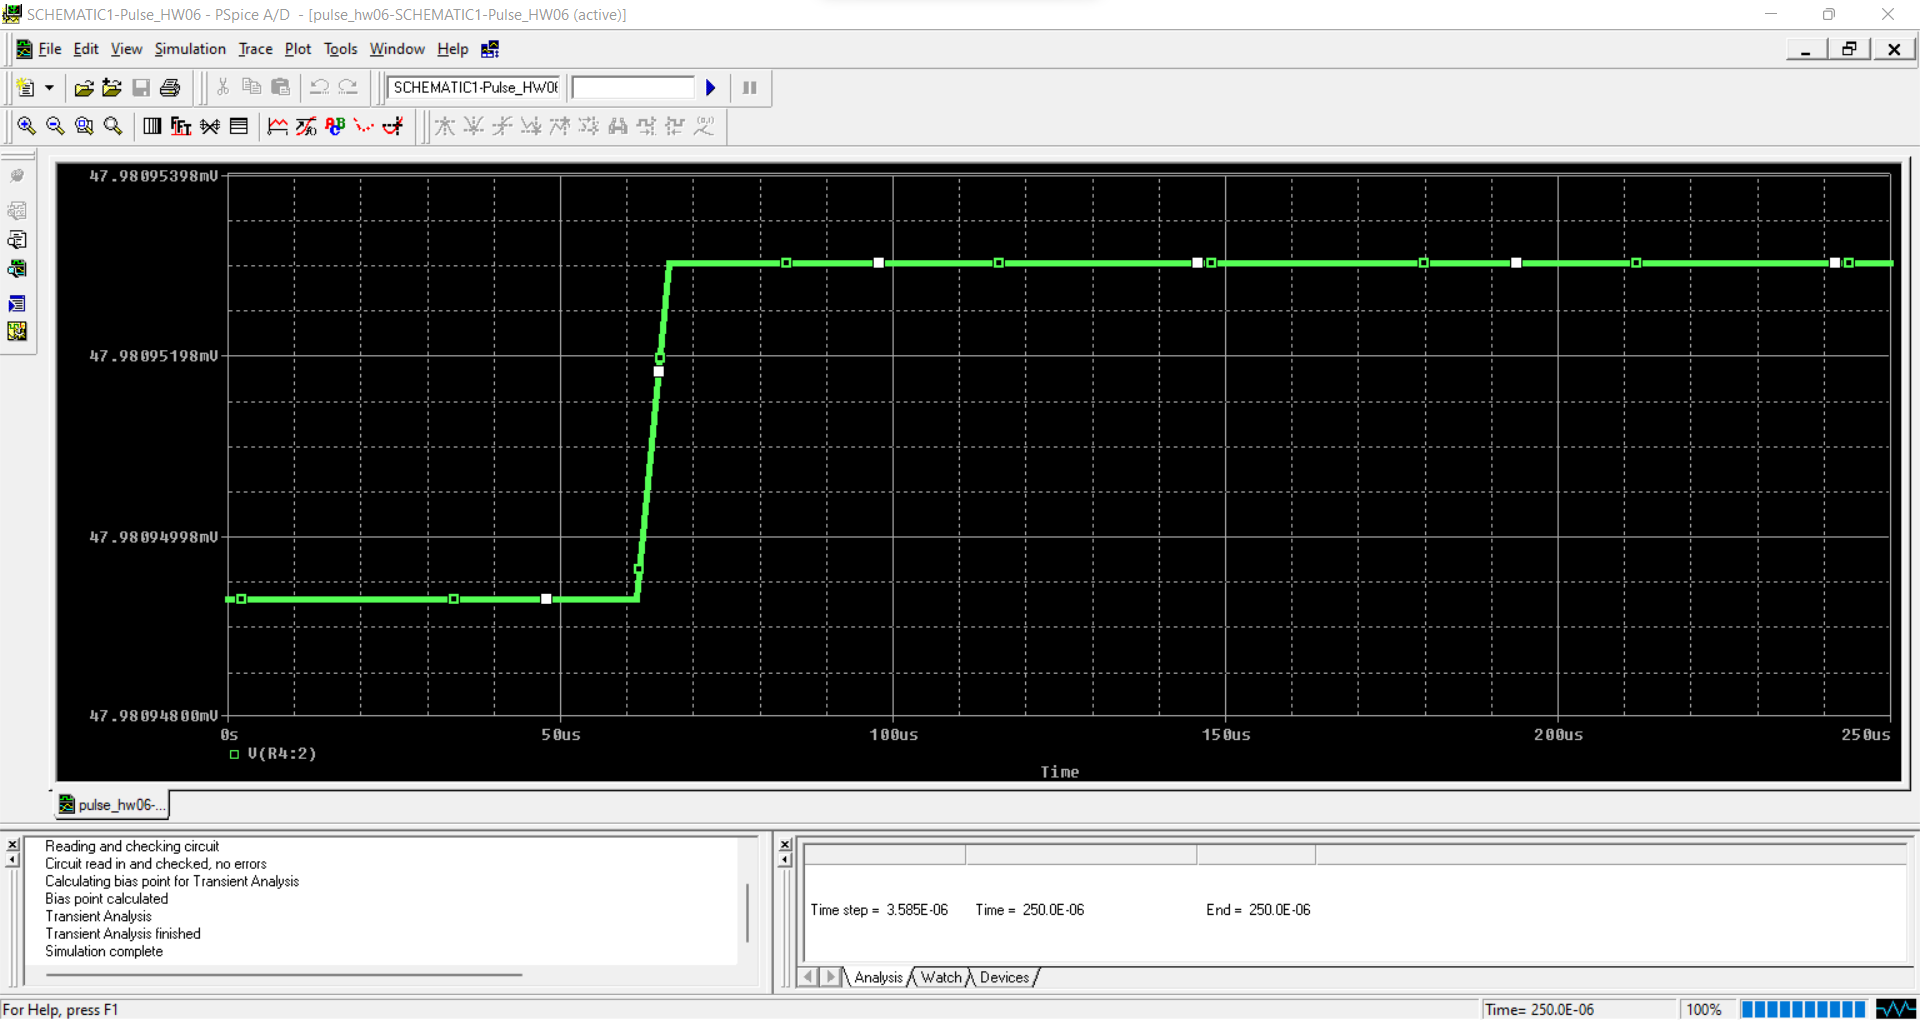 SCHEMATIC1-Pulse_HW06 - PSpice A/D - [pulse_hw06-SCHEMATIC1-Pulse_HW06 (active)]
File Edit View Simulation Trace Plot Tools Window Help
SCHEMATIC1-Pulse_HW06
47.98095398mV
47.98095198mV
47.98094998mV
47.98094800mV
0s 50us 100us 150us 200us 250us
V(R4:2)
Time
pulse_hw06-...
Reading and checking circuit
Circuit read in and checked, no errors
Calculating bias point for Transient Analysis
Bias point calculated
Transient Analysis
Transient Analysis finished
Simulation complete
Time step = 3.585E-06 Time = 250.0E-06 End = 250.0E-06
Analysis Watch Devices
For Help, press F1
Time= 250.0E-06 100%